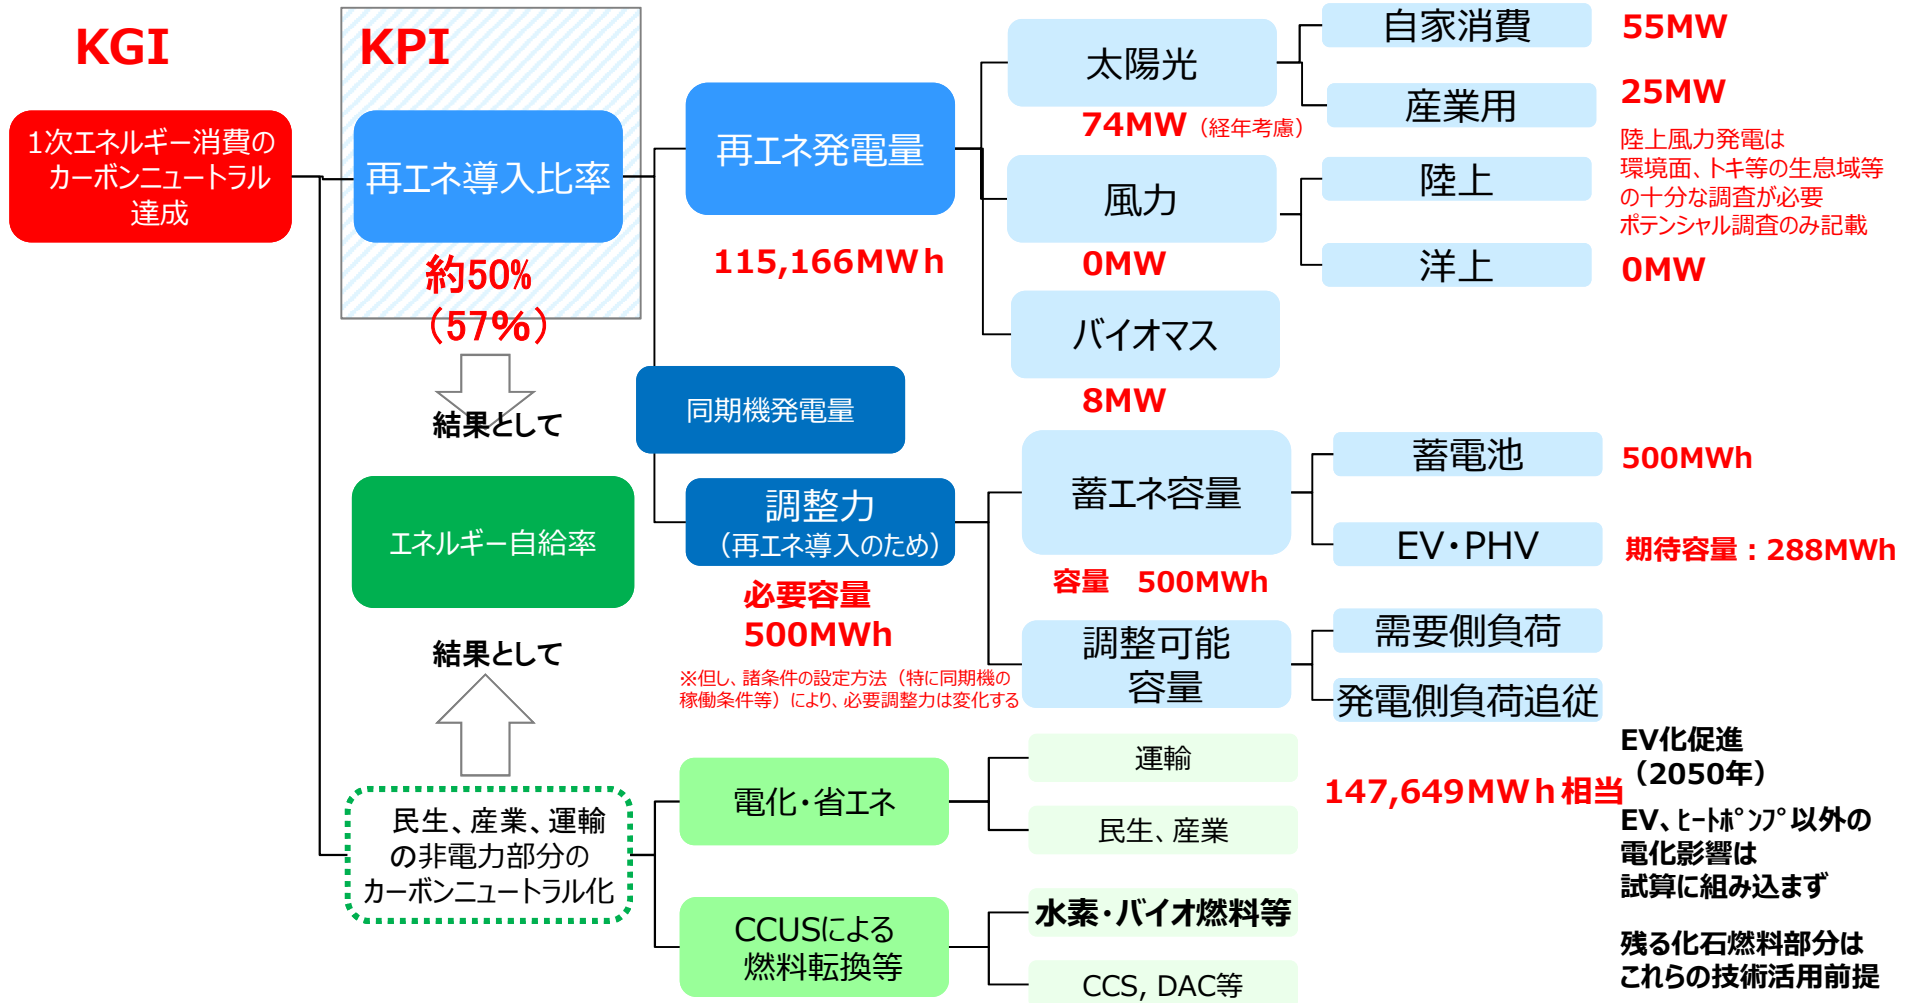 KGI
KPI
1次エネルギー消費の
カーボンニュートラル
達成
再エネ導入比率
約50%
（57%）
結果として
エネルギー自給率
結果として
民生、産業、運輸
の非電力部分の
カーボンニュートラル化
再エネ発電量
115,166MWh
同期機発電量
調整力
（再エネ導入のため）
必要容量
500MWh
※但し、諸条件の設定方法（特に同期機の
稼働条件等）により、必要調整力は変化する
電化・省エネ
CCUSによる
燃料転換等
太陽光
74MW（経年考慮）
風力
0MW
バイオマス
8MW
蓄エネ容量
容量　500MWh
調整可能
容量
運輸
民生、産業
水素・バイオ燃料等
CCS, DAC等
自家消費
55MW
産業用
25MW
陸上風力発電は
環境面、トキ等の生息域等
の十分な調査が必要
ポテンシャル調査のみ記載
陸上
洋上
0MW
蓄電池
500MWh
EV・PHV
期待容量：288MWh
需要側負荷
発電側負荷追従
147,649MWh相当
EV化促進
（2050年）
EV、ﾋｰﾄﾎﾟﾝﾌﾟ以外の
電化影響は
試算に組み込まず
残る化石燃料部分は
これらの技術活用前提